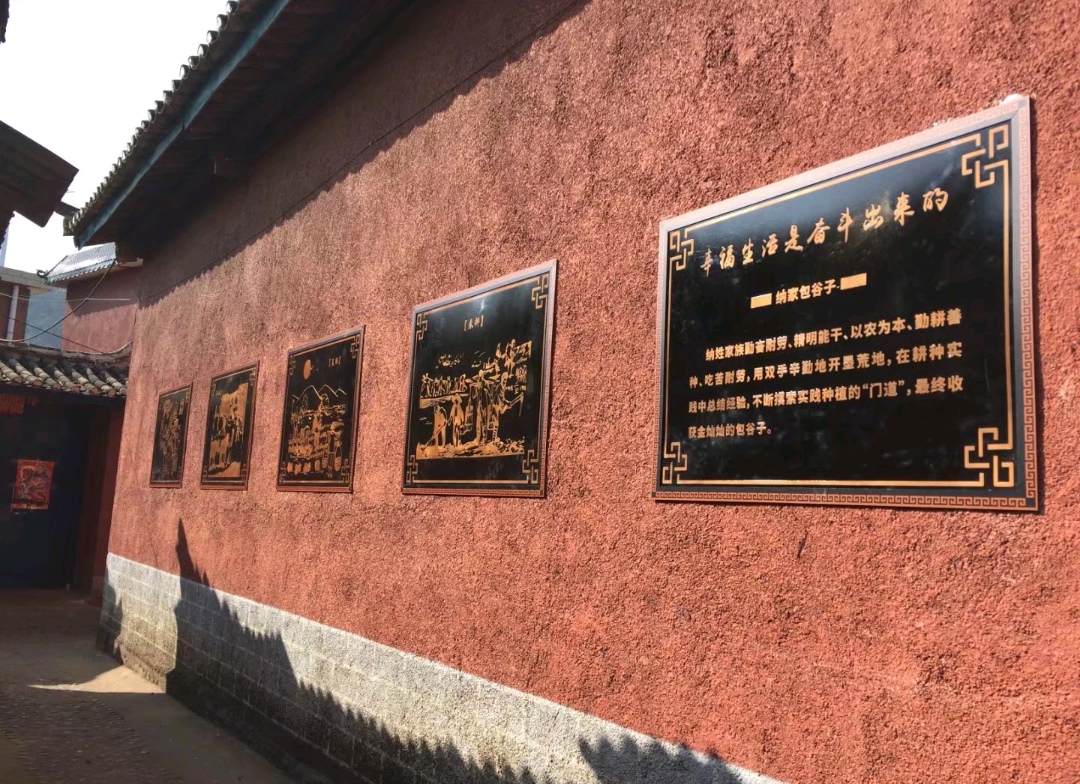 幸福生活是奋斗出来的
纳家包谷子
纳姓家族勤奋耐劳、精明能干、以农为本、勤耕善
种、吃苦耐劳，用双手辛勤地开垦荒地，在耕种实
践中总结经验，不断摸索实践种植的“门道”，最终收
获金灿灿的包谷子。